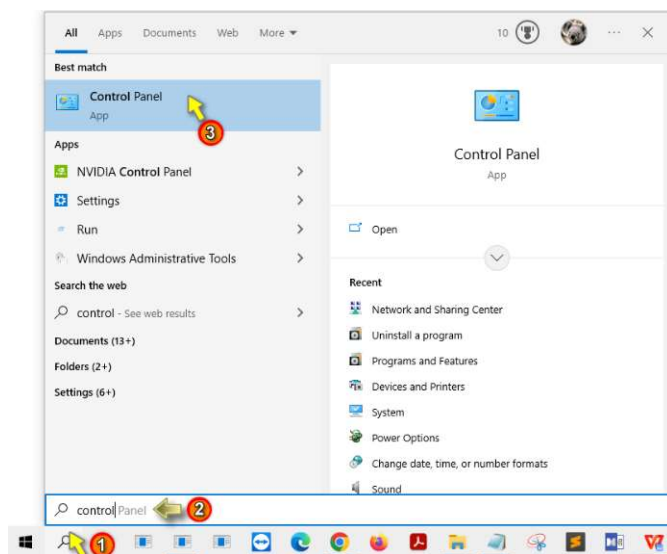 All Apps Documents Web More
10
Best match
Control Panel
App
3
Apps
NVIDIA Control Panel
Settings
Run
Windows Administrative Tools
Search the web
control - See web results
Documents (13+)
Folders (2+)
Settings (6+)
Control Panel
App
Open
Recent
Network and Sharing Center
Uninstall a program
Programs and Features
Devices and Printers
System
Power Options
Change date, time, or number formats
Sound
control Panel
2
1